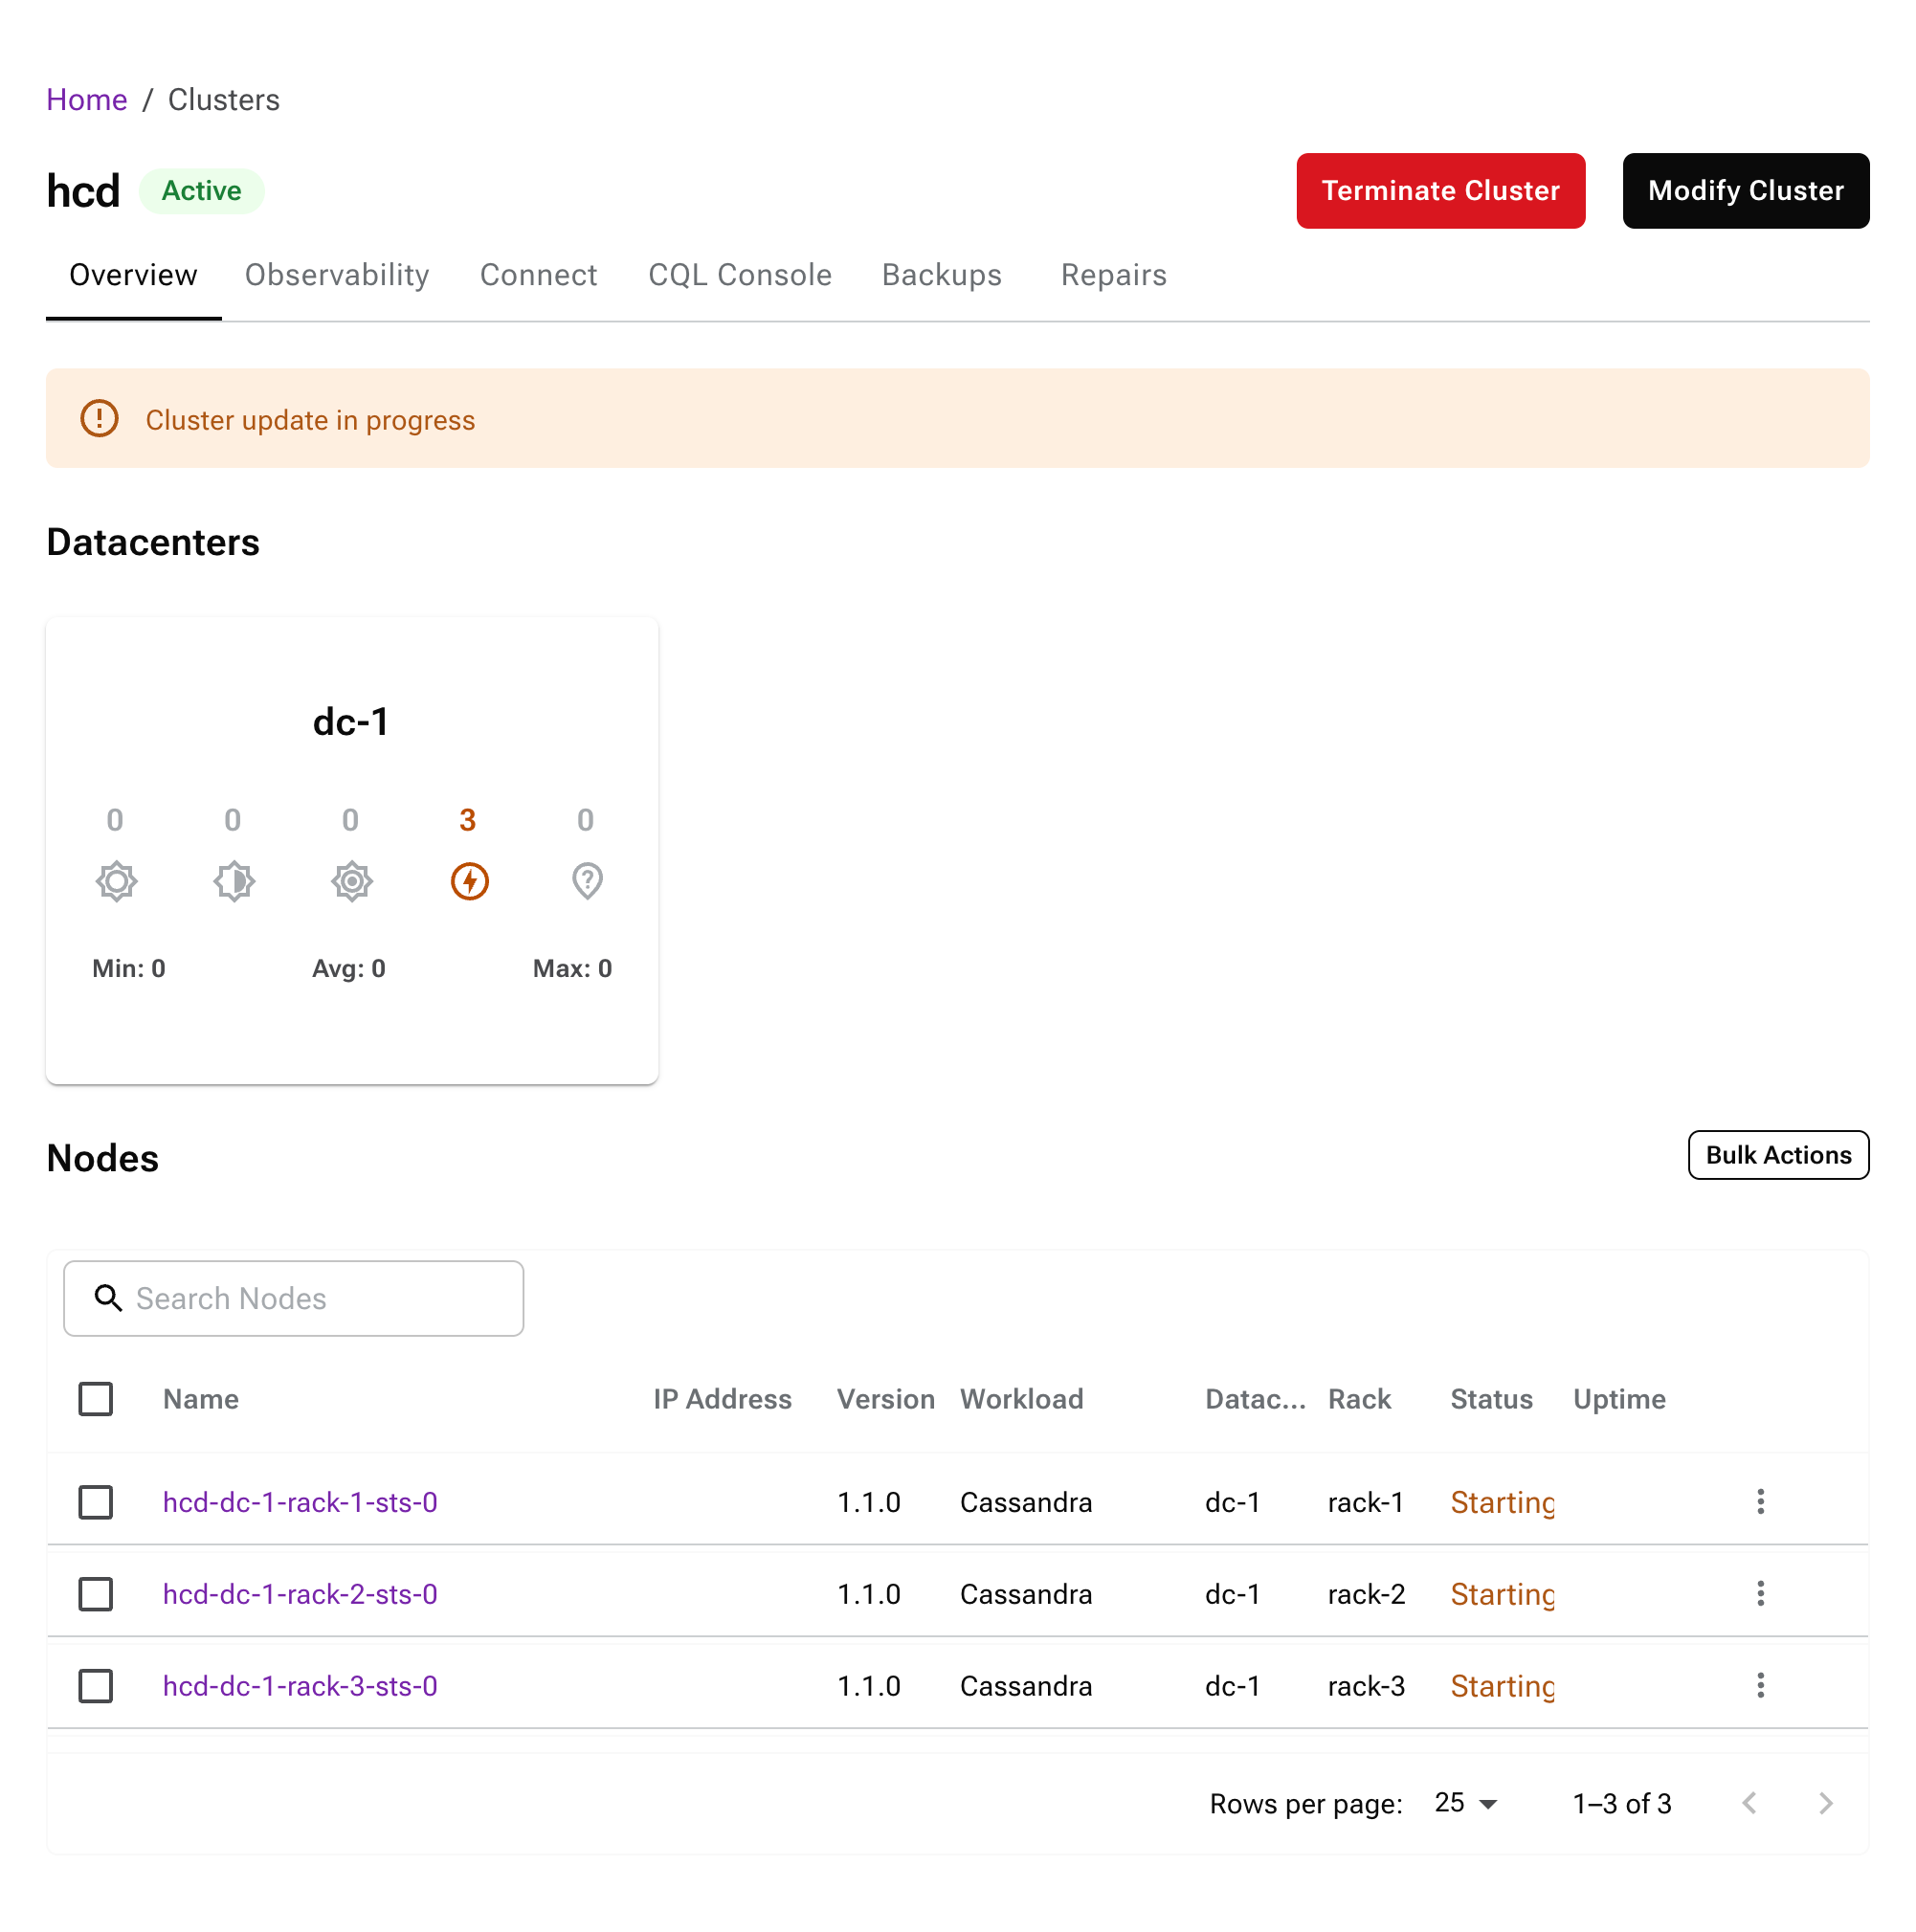 Home / Clusters
hcd Active Terminate Cluster Modify Cluster
Overview Observability Connect CQL Console Backups Repairs
Cluster update in progress
Datacenters
dc-1
0 0 0 3 0
Min: 0 Avg: 0 Max: 0
Nodes Bulk Actions
Search Nodes
Name IP Address Version Workload Datac... Rack Status Uptime
hcd-dc-1-rack-1-sts-0 1.1.0 Cassandra dc-1 rack-1 Starting
hcd-dc-1-rack-2-sts-0 1.1.0 Cassandra dc-1 rack-2 Starting
hcd-dc-1-rack-3-sts-0 1.1.0 Cassandra dc-1 rack-3 Starting
Rows per page: 25 1–3 of 3